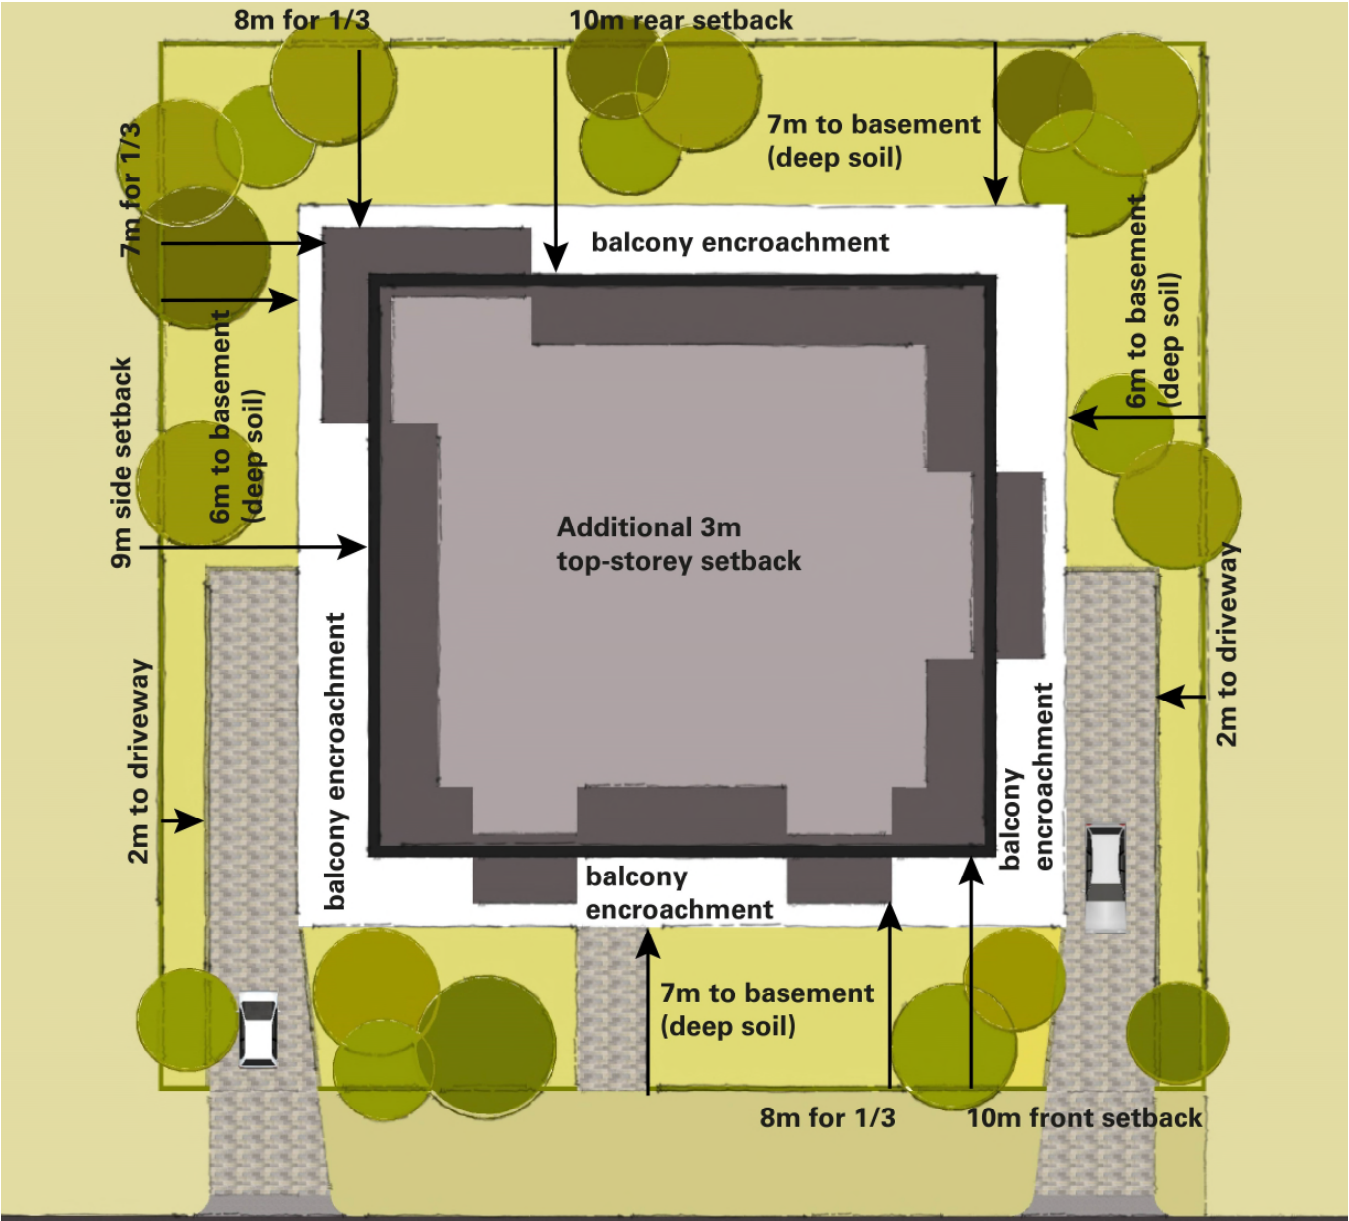 8m for 1/3
10m rear setback
7m to basement
(deep soil)
7m for 1/3
balcony encroachment
6m to basement
(deep soil)
6m to basement
(deep soil)
9m side setback
Additional 3m
top-storey setback
2m to driveway
balcony encroachment
2m to driveway
balcony
encroachment
balcony
encroachment
7m to basement
(deep soil)
8m for 1/3
10m front setback